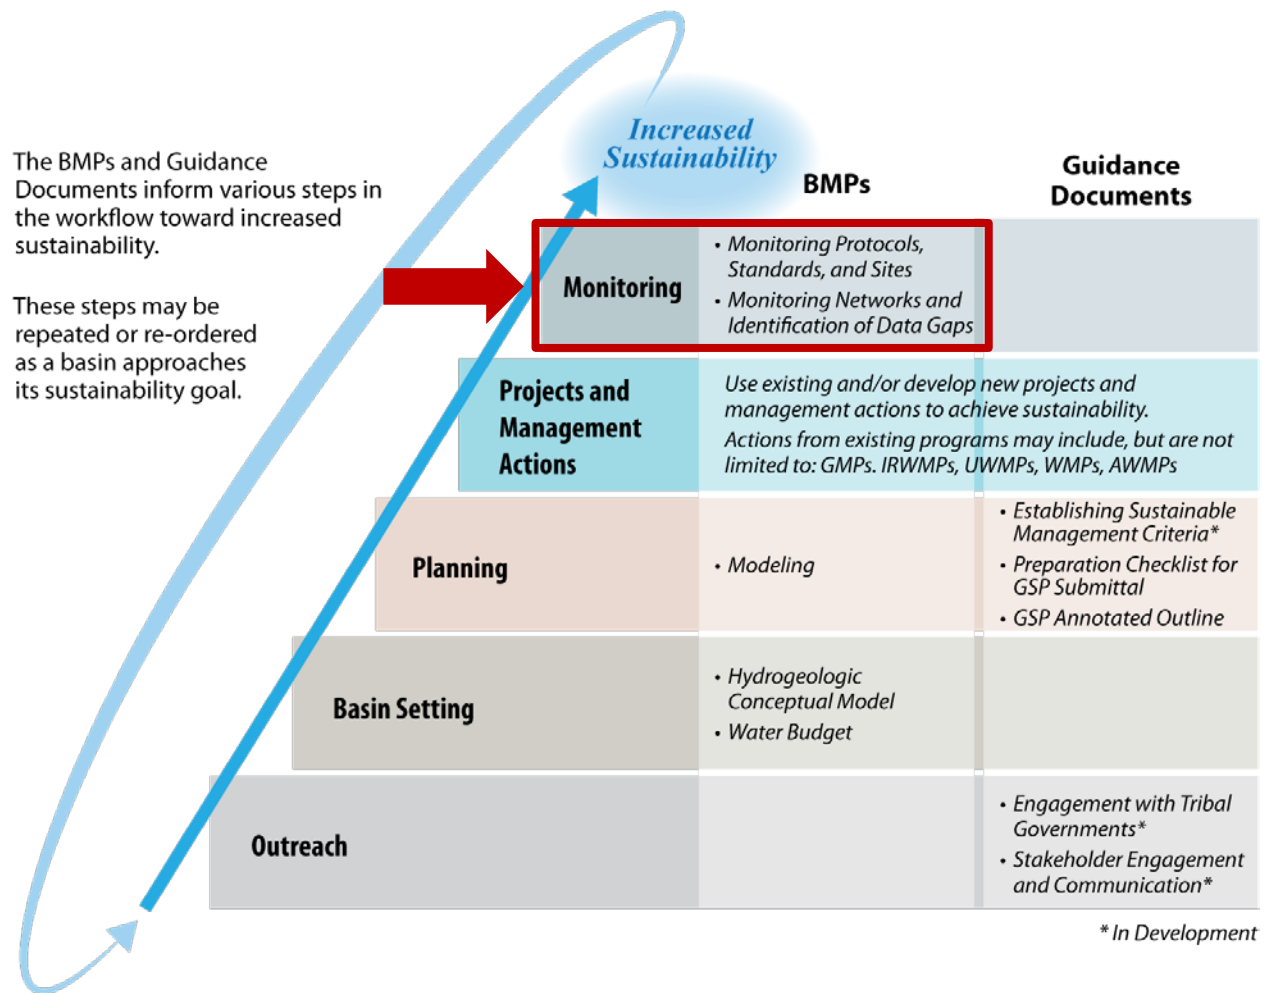 Increased
Sustainability
The BMPs and Guidance
Documents inform various steps in
the workflow toward increased
sustainability.
These steps may be
repeated or re-ordered
as a basin approaches
its sustainability goal.
BMPs
Guidance
Documents
Monitoring
• Monitoring Protocols,
Standards, and Sites
• Monitoring Networks and
Identification of Data Gaps
Projects and
Management
Actions
Use existing and/or develop new projects and
management actions to achieve sustainability.
Actions from existing programs may include, but are not
limited to: GMPs. IRWMPs, UWMPs, WMPs, AWMPs
Planning
• Modeling
• Establishing Sustainable
Management Criteria*
• Preparation Checklist for
GSP Submittal
• GSP Annotated Outline
Basin Setting
• Hydrogeologic
Conceptual Model
• Water Budget
Outreach
• Engagement with Tribal
Governments*
• Stakeholder Engagement
and Communication*
* In Development